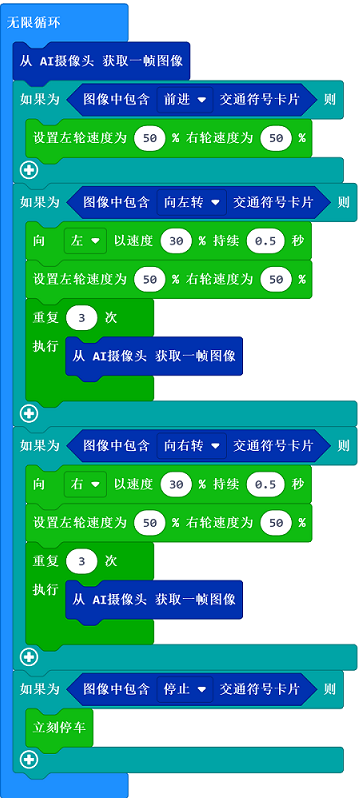 无限循环
从 AI摄像头 获取一帧图像
如果为 图像中包含 前进 交通符号卡片 则
设置左轮速度为 50 % 右轮速度为 50 %
如果为 图像中包含 向左转 交通符号卡片 则
向 左 以速度 30 % 持续 0.5 秒
设置左轮速度为 50 % 右轮速度为 50 %
重复 3 次
执行 从 AI摄像头 获取一帧图像
如果为 图像中包含 向右转 交通符号卡片 则
向 右 以速度 30 % 持续 0.5 秒
设置左轮速度为 50 % 右轮速度为 50 %
重复 3 次
执行 从 AI摄像头 获取一帧图像
如果为 图像中包含 停止 交通符号卡片 则
立刻停车